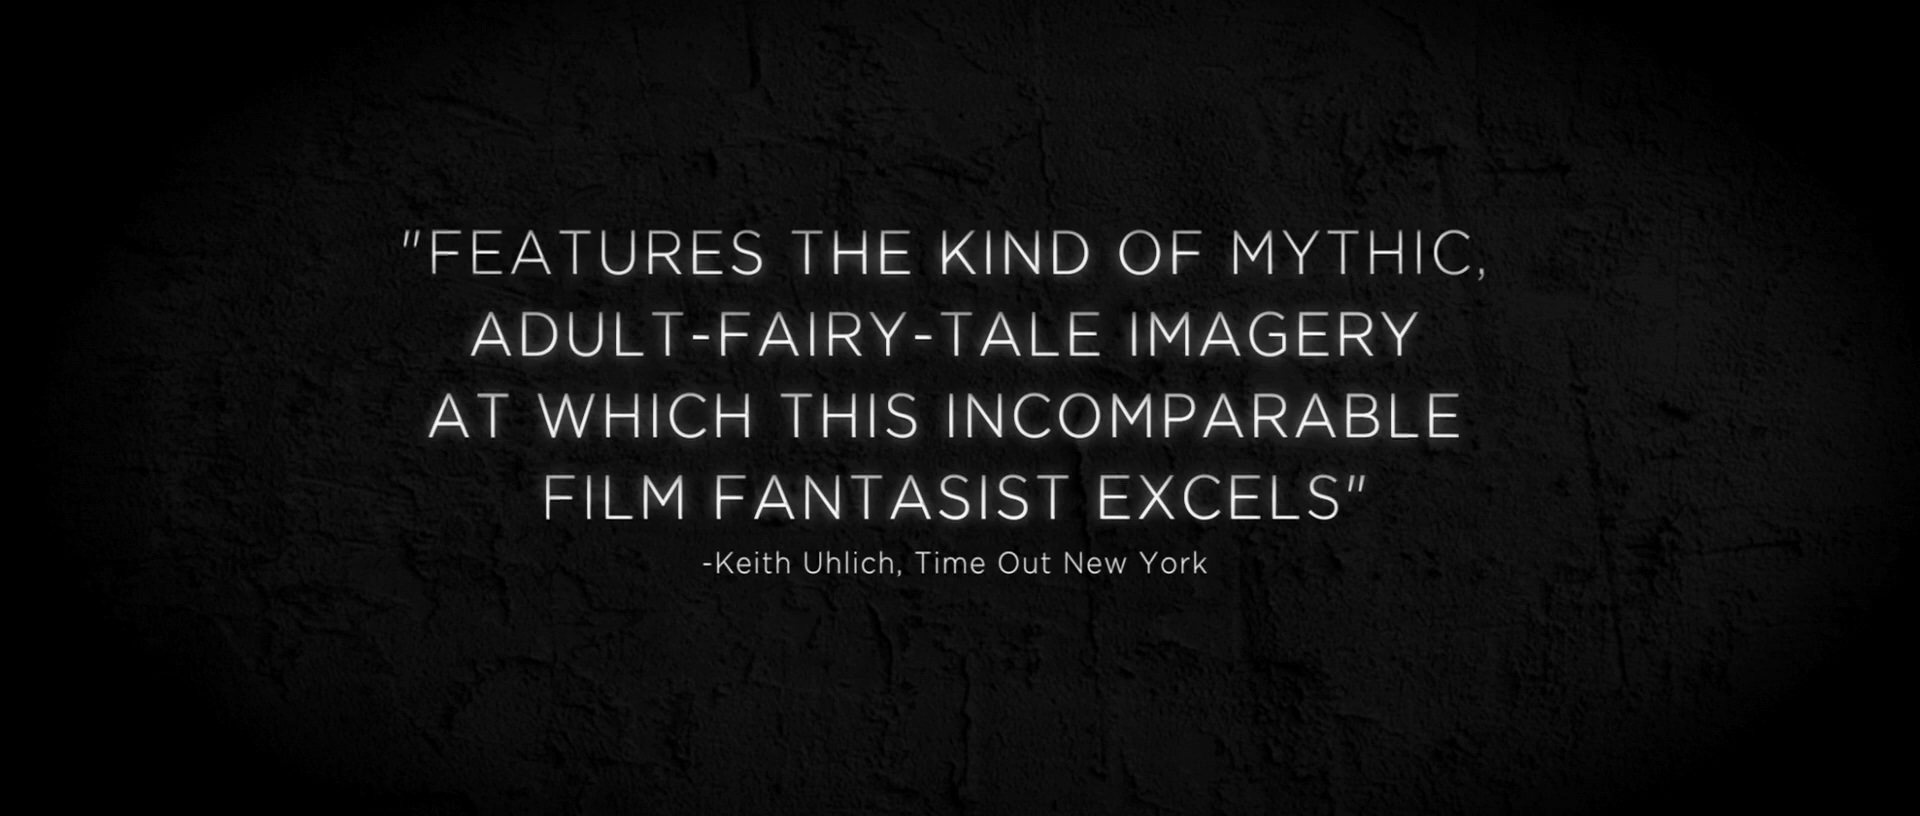 "FEATURES THE KIND OF MYTHIC,
ADULT-FAIRY-TALE IMAGERY
AT WHICH THIS INCOMPARABLE
FILM FANTASIST EXCELS"
-Keith Uhlich, Time Out New York